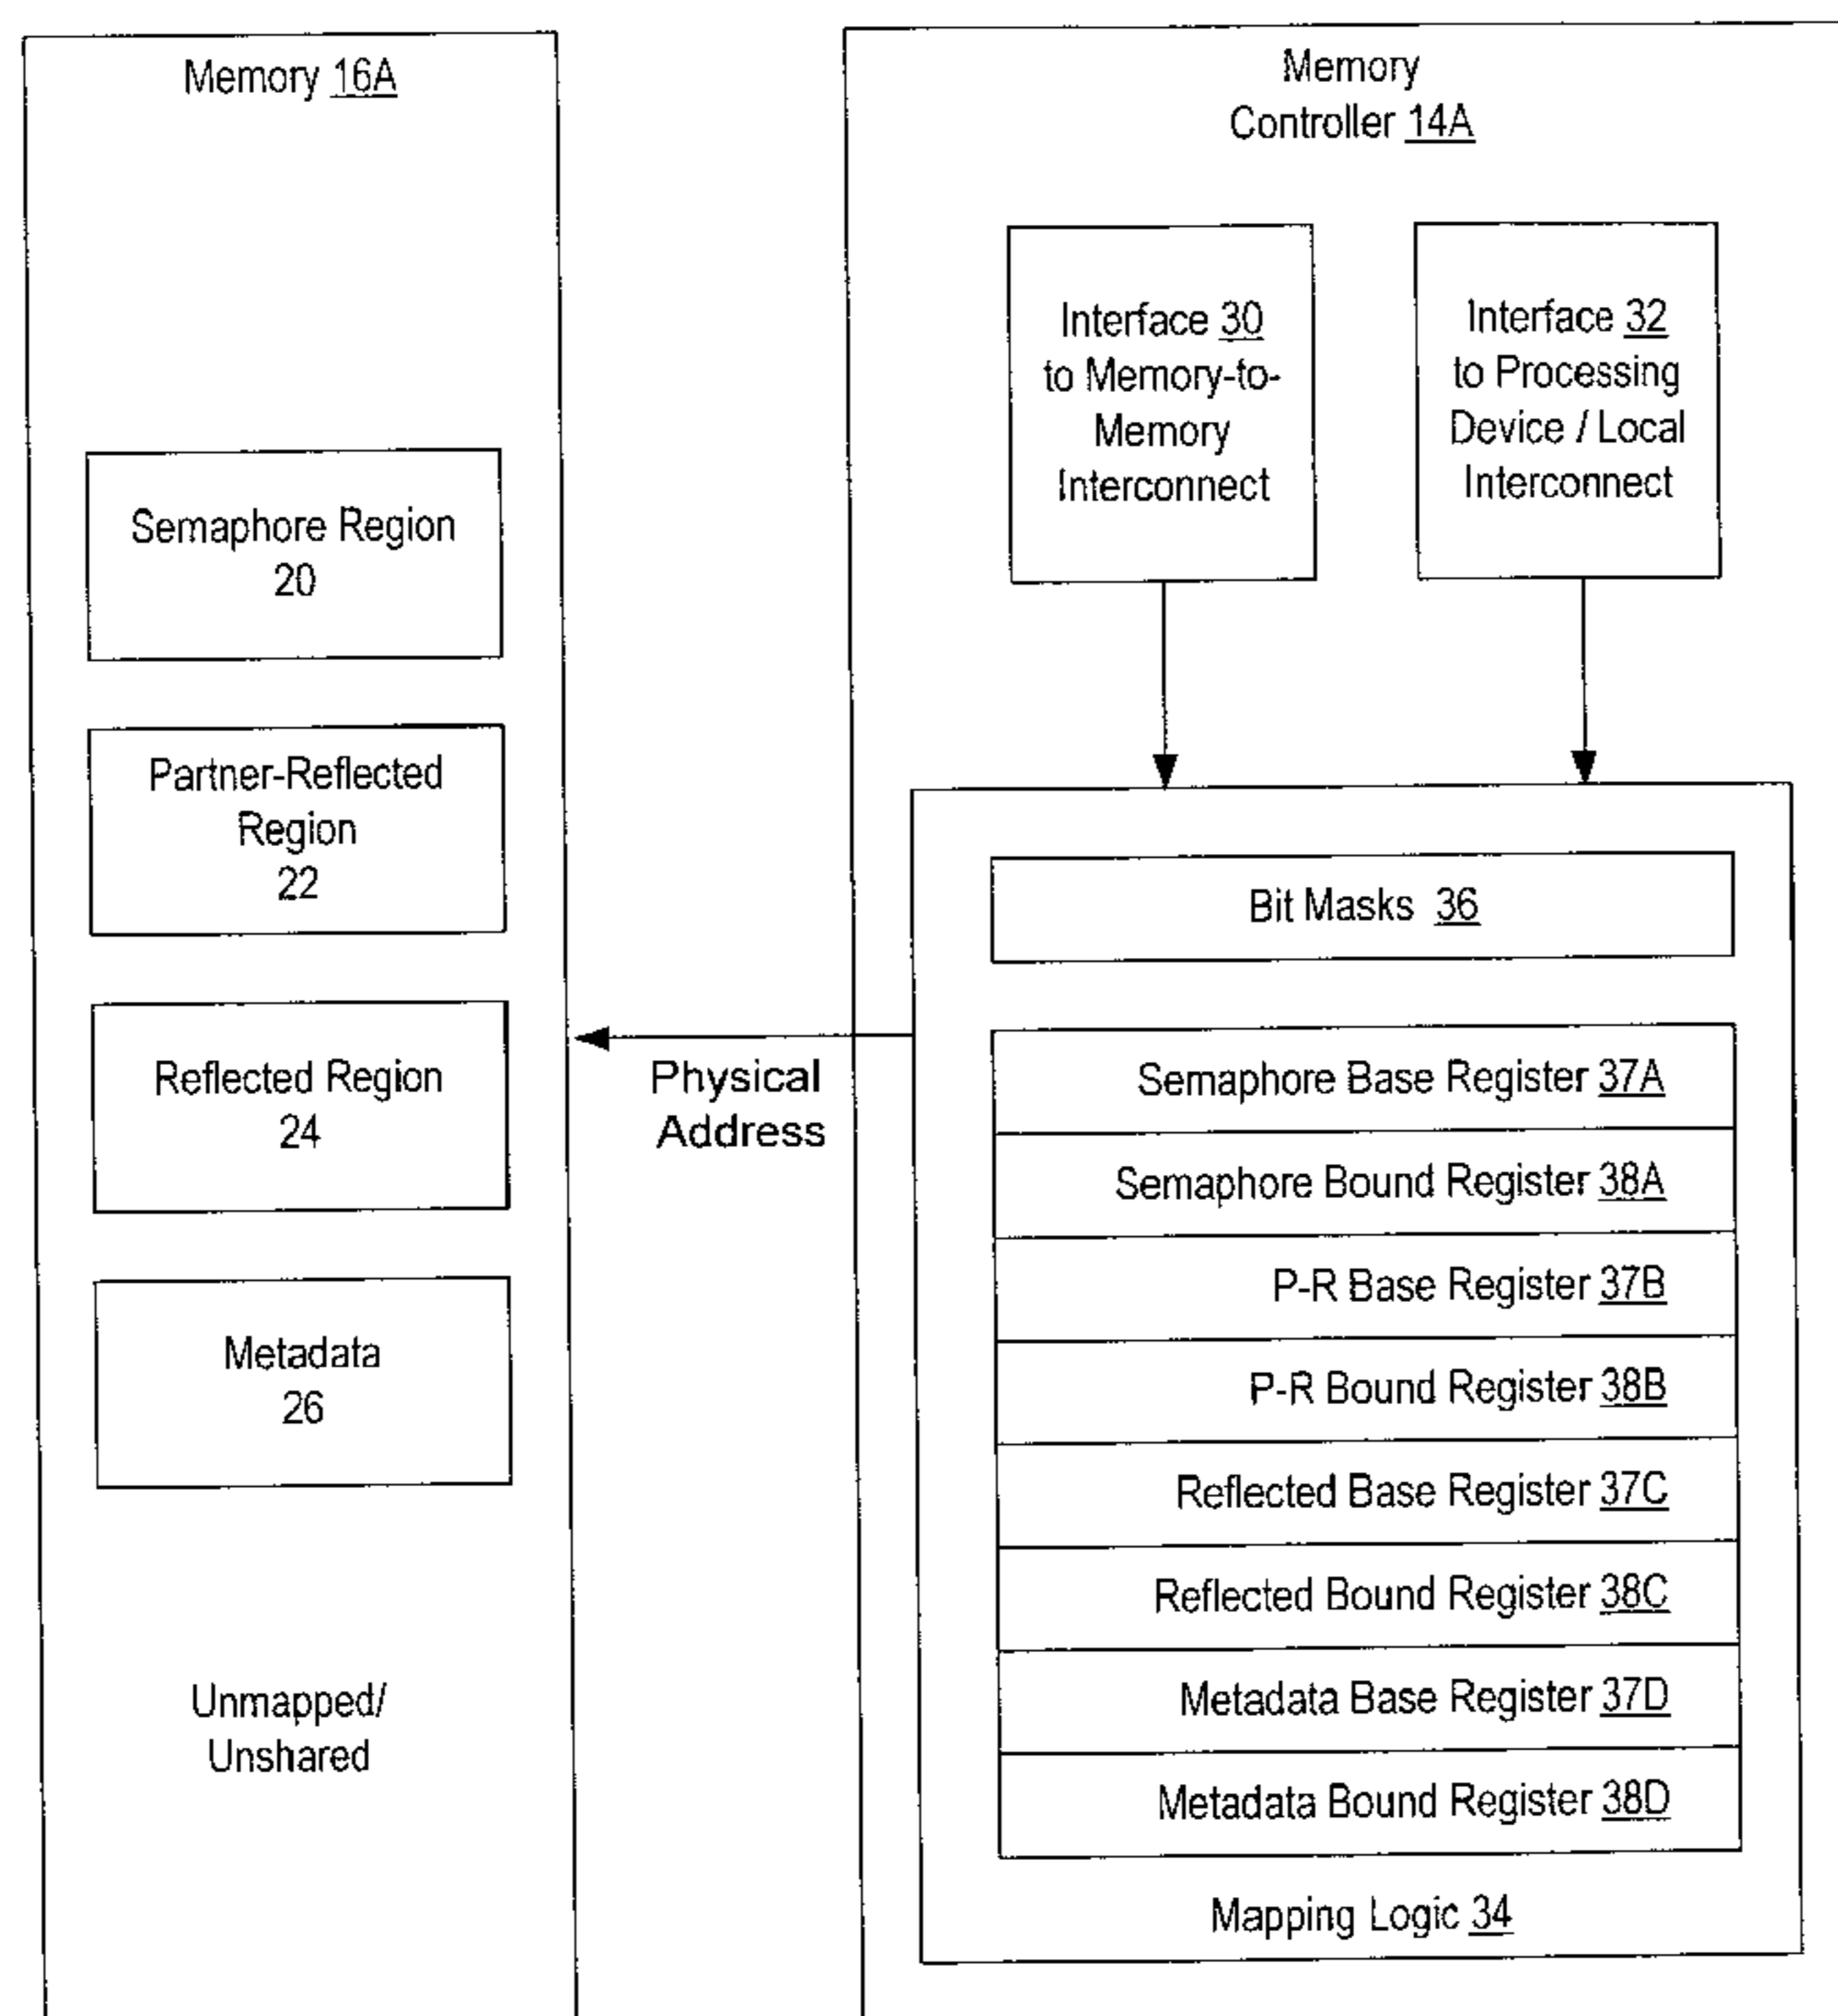 Memory 16A
Semaphore Region
20
Partner-Reflected
Region
22
Reflected Region
24
Metadata
26
Unmapped/
Unshared
Physical
Address
Memory
Controller 14A
Interface 30
to Memory-to-
Memory
Interconnect
Interface 32
to Processing
Device / Local
Interconnect
Bit Masks 36
Semaphore Base Register 37A
Semaphore Bound Register 38A
P-R Base Register 37B
P-R Bound Register 38B
Reflected Base Register 37C
Reflected Bound Register 38C
Metadata Base Register 37D
Metadata Bound Register 38D
Mapping Logic 34